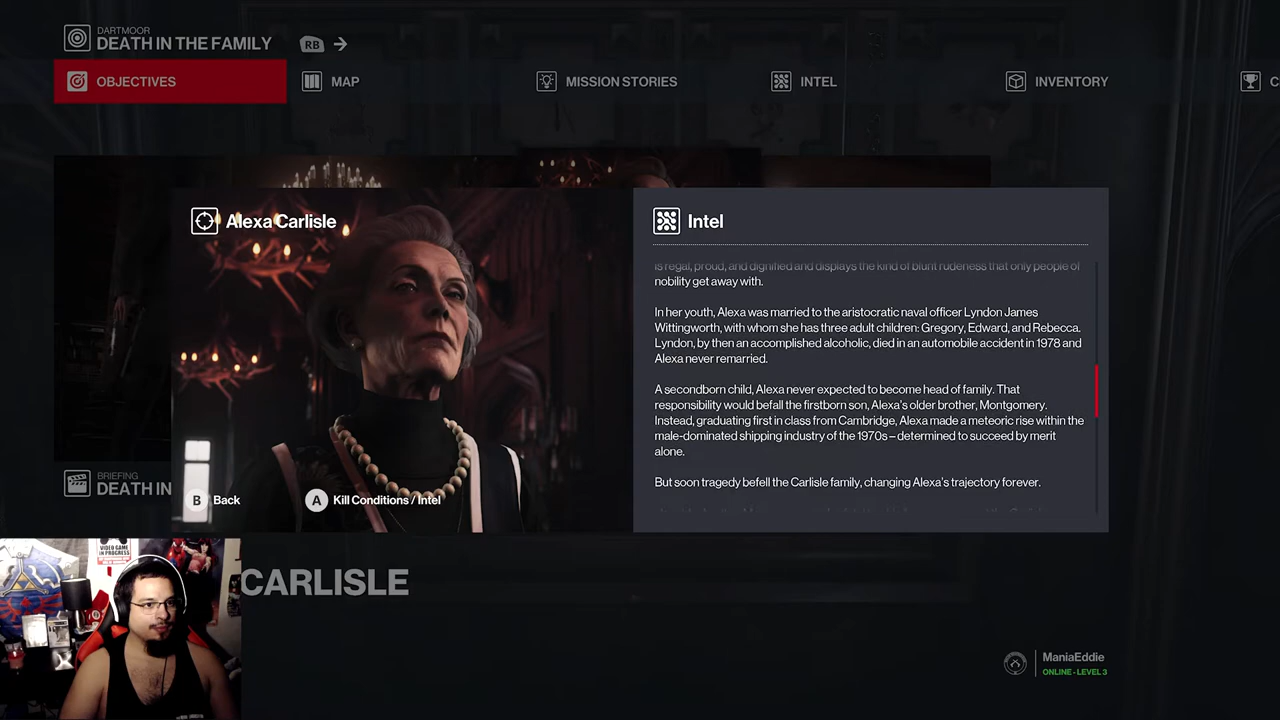 DARTMOOR
DEATH IN THE FAMILY
RB
OBJECTIVES
MAP
MISSION STORIES
INTEL
INVENTORY
C
Alexa Carlisle
Intel
is regal, proud, and dignified and displays the kind of blunt rudeness that only people of
nobility get away with.
In her youth, Alexa was married to the aristocratic naval officer Lyndon James
Wittingworth, with whom she has three adult children: Gregory, Edward, and Rebecca.
Lyndon, by then an accomplished alcoholic, died in an automobile accident in 1978 and
Alexa never remarried.
A secondborn child, Alexa never expected to become head of family. That
responsibility would befall the firstborn son, Alexa's older brother, Montgomery.
Instead, graduating first in class from Cambridge, Alexa made a meteoric rise within the
male-dominated shipping industry of the 1970s – determined to succeed by merit
alone.
But soon tragedy befell the Carlisle family, changing Alexa's trajectory forever.
BRIEFING
DEATH IN
B Back
A Kill Conditions / Intel
VIDEO GAME
IN PROGRESS
CARLISLE
ManiaEddie
ONLINE - LEVEL 3